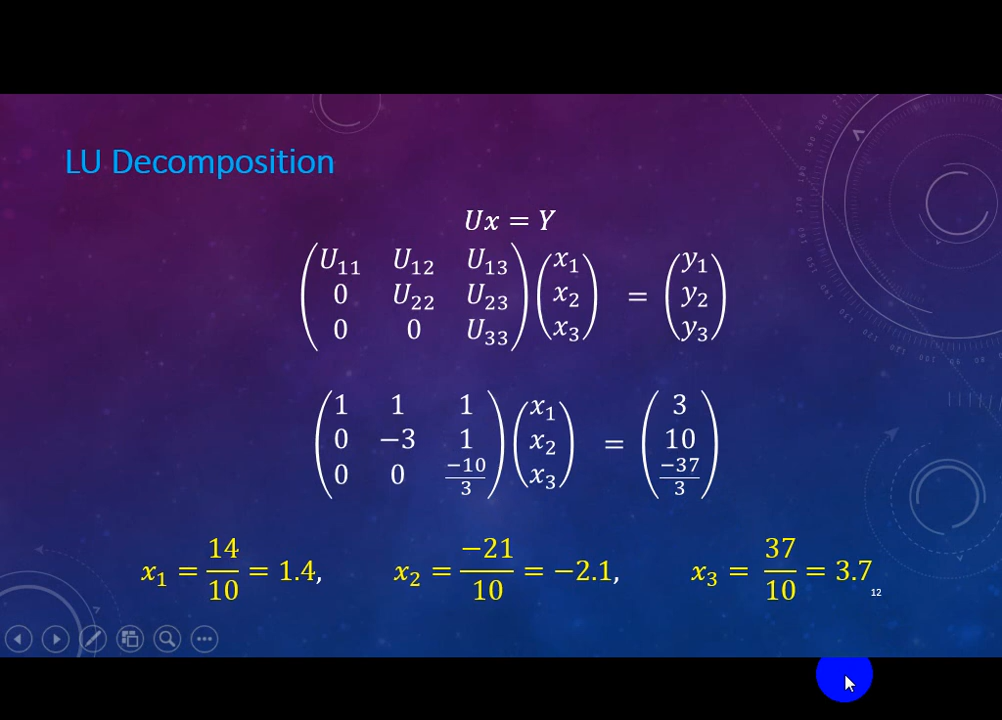 LU Decomposition
Ux = Y
U₁₁ U₁₂ U₁₃ x₁ y₁
0 U₂₂ U₂₃ x₂ = y₂
0 0 U₃₃ x₃ y₃
1 1 1 x₁ 3
0 −3 1 x₂ = 10
0 0 −10/3 x₃ −37/3
x₁ = 14/10 = 1.4, x₂ = −21/10 = −2.1, x₃ = 37/10 = 3.7
12